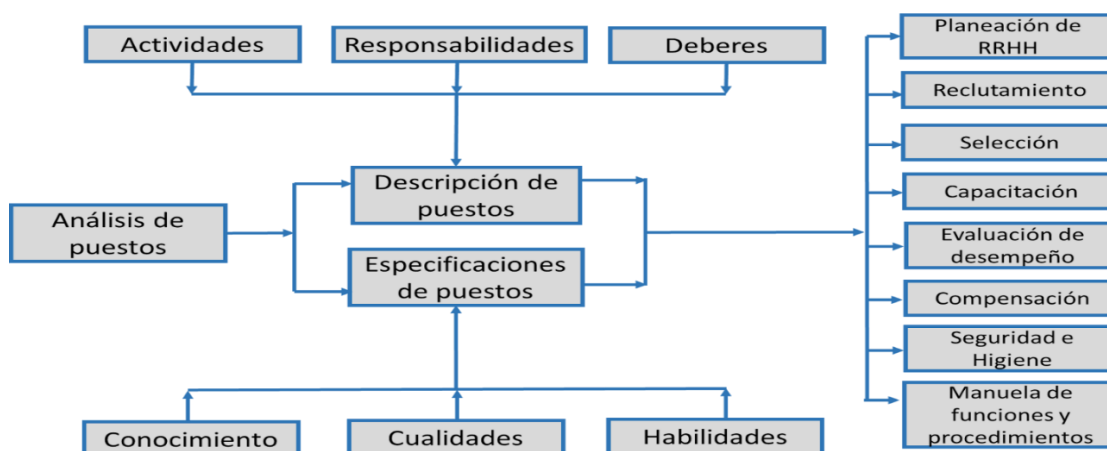 Actividades
Responsabilidades
Deberes
Análisis de
puestos
Descripción de
puestos
Especificaciones
de puestos
Conocimiento
Cualidades
Habilidades
Planeación de
RRHH
Reclutamiento
Selección
Capacitación
Evaluación de
desempeño
Compensación
Seguridad e
Higiene
Manuela de
funciones y
procedimientos